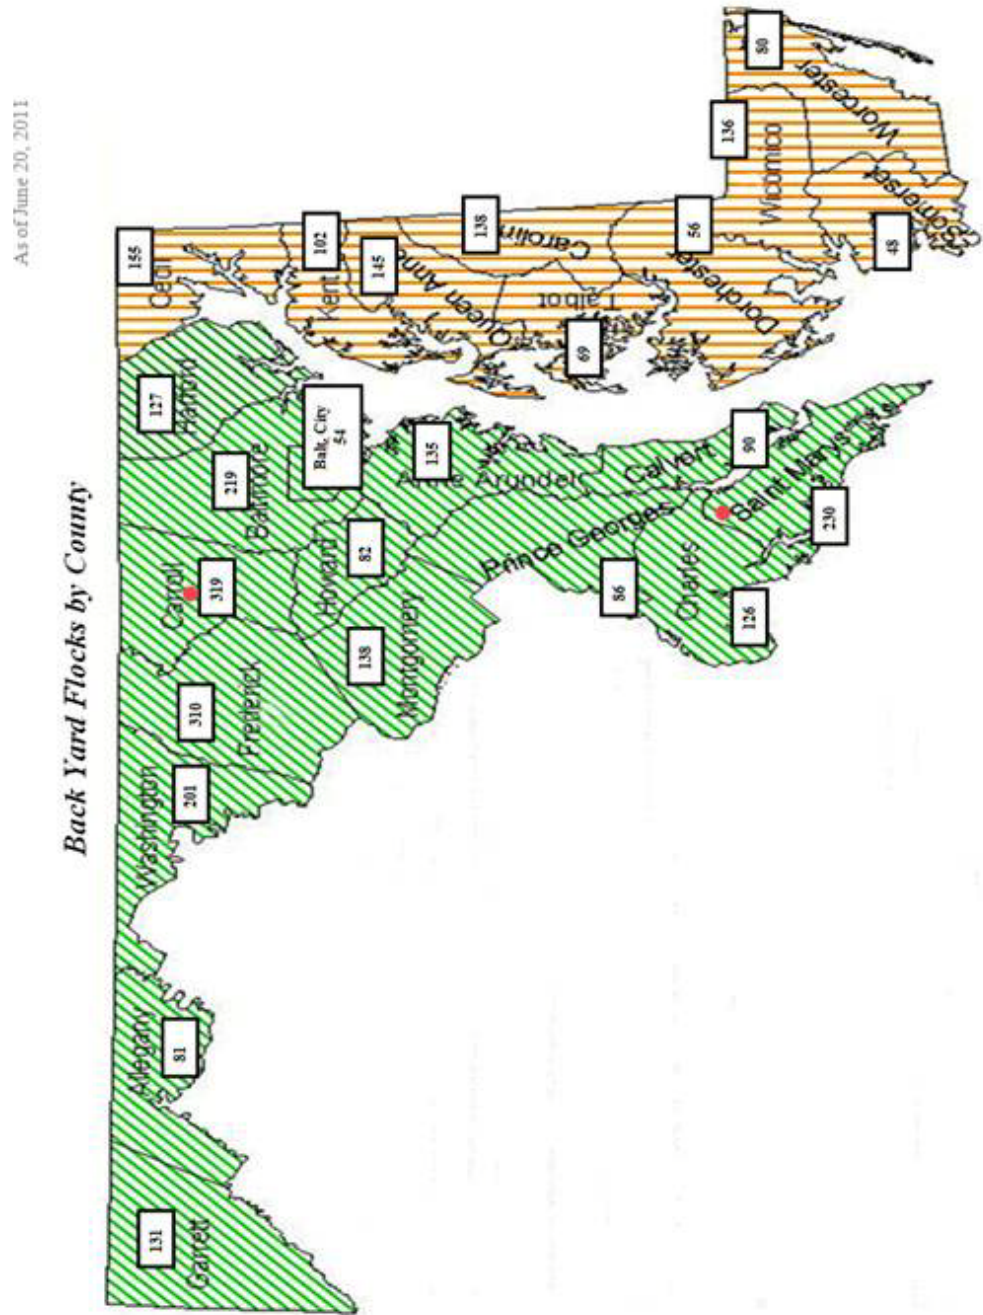 As of June 20, 2011
Back Yard Flocks by County
131
Garrett
Allegany
81
Washington
201
310
Frederick
Carroll
319
219
Baltimore
127
Harford
155
Cecil
102
Kent
145
Queen Anne
138
Carolin
Talbot
69
56
Dorchester
136
Wicomico
80
Worcester
48
Somerset
Balt. City
54
Howard
82
138
Montgomery
135
Anne Arundel
Prince Georges
86
Calvert
90
Charles
126
Saint Marys
230